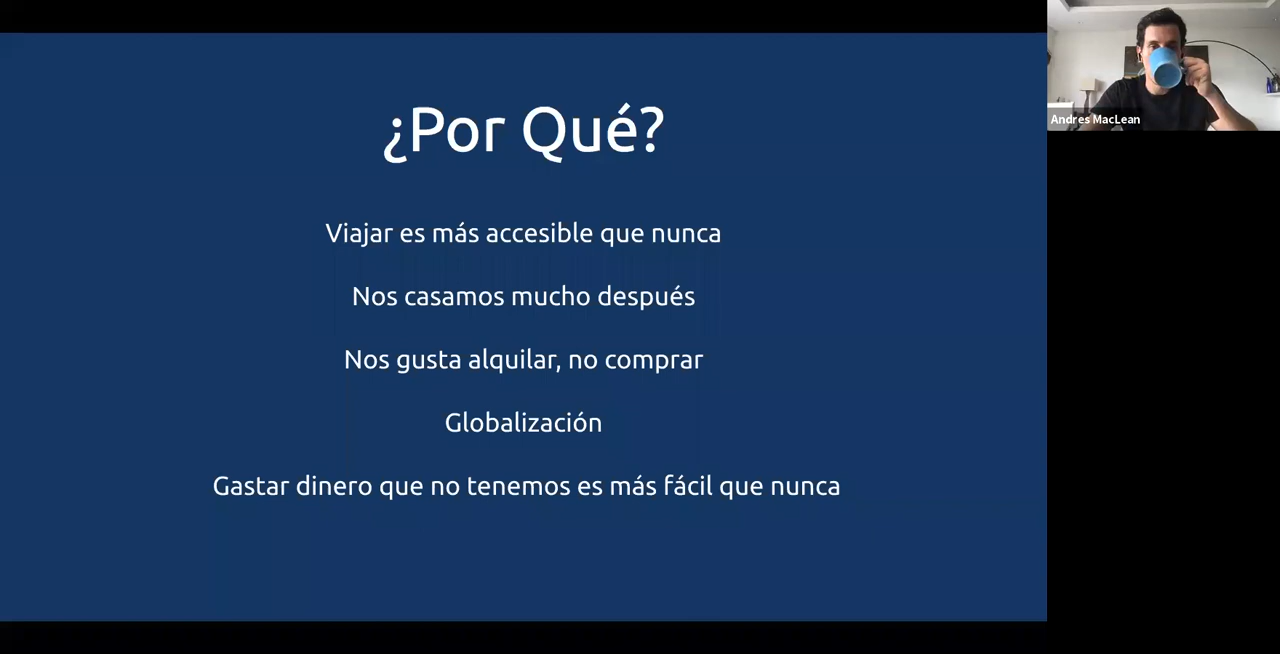 ¿Por Qué?
Viajar es más accesible que nunca
Nos casamos mucho después
Nos gusta alquilar, no comprar
Globalización
Gastar dinero que no tenemos es más fácil que nunca
Andres MacLean